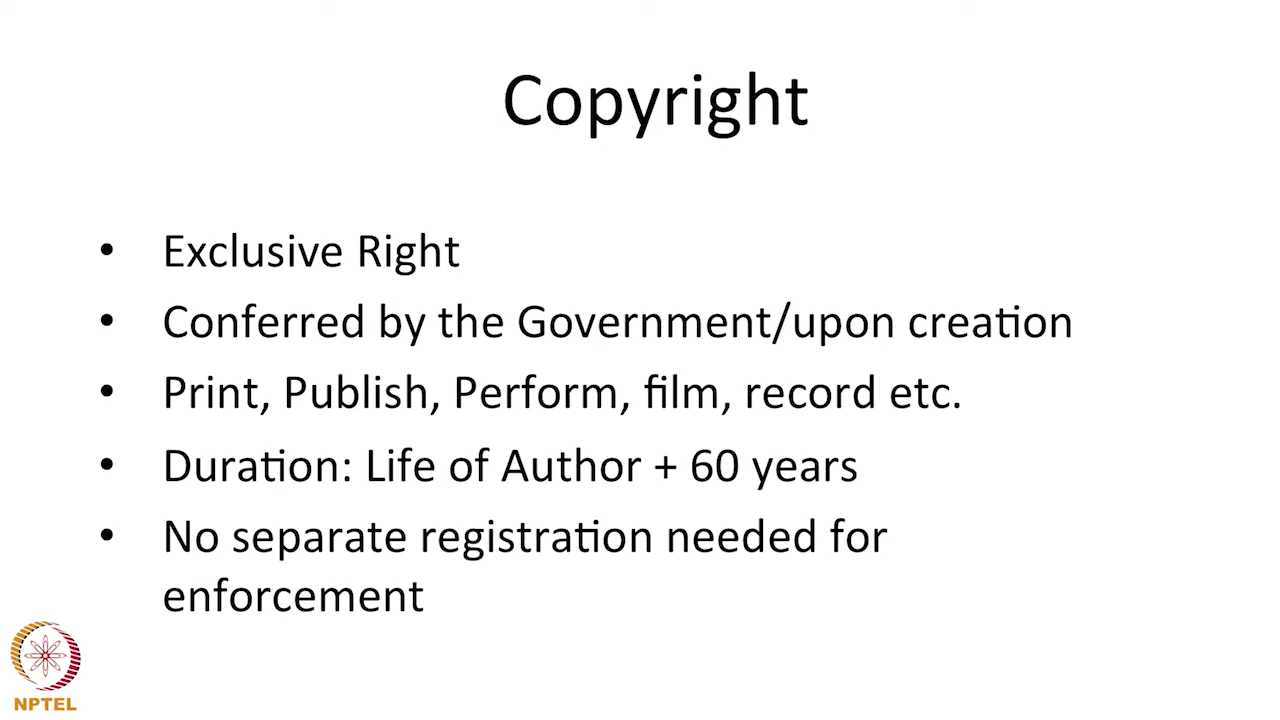 Copyright
• Exclusive Right
• Conferred by the Government/upon creation
• Print, Publish, Perform, film, record etc.
• Duration: Life of Author + 60 years
• No separate registration needed for
enforcement
NPTEL